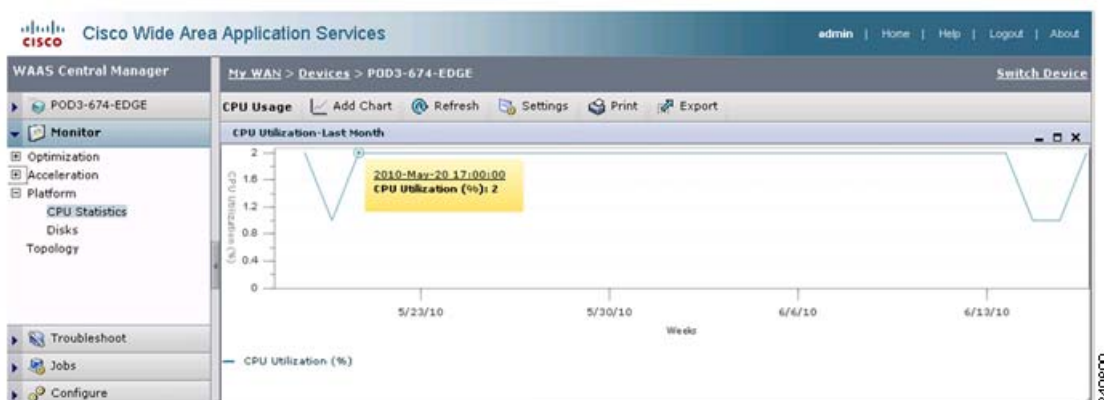 CISCO
Cisco Wide Area Application Services
admin | Home | Help | Logout | About
WAAS Central Manager
My WAN > Devices > POD3-674-EDGE
Switch Device
POD3-674-EDGE
CPU Usage Add Chart Refresh Settings Print Export
Monitor
CPU Utilization-Last Month
Optimization
Acceleration
Platform
CPU Statistics
Disks
Topology
Troubleshoot
Jobs
Configure
CPU Utilization (%)
2
1.6
1.2
0.8
0.4
0
2010-May-20 17:00:00
CPU Utilization (%): 2
5/23/10 5/30/10 6/6/10 6/13/10
Weeks
CPU Utilization (%)